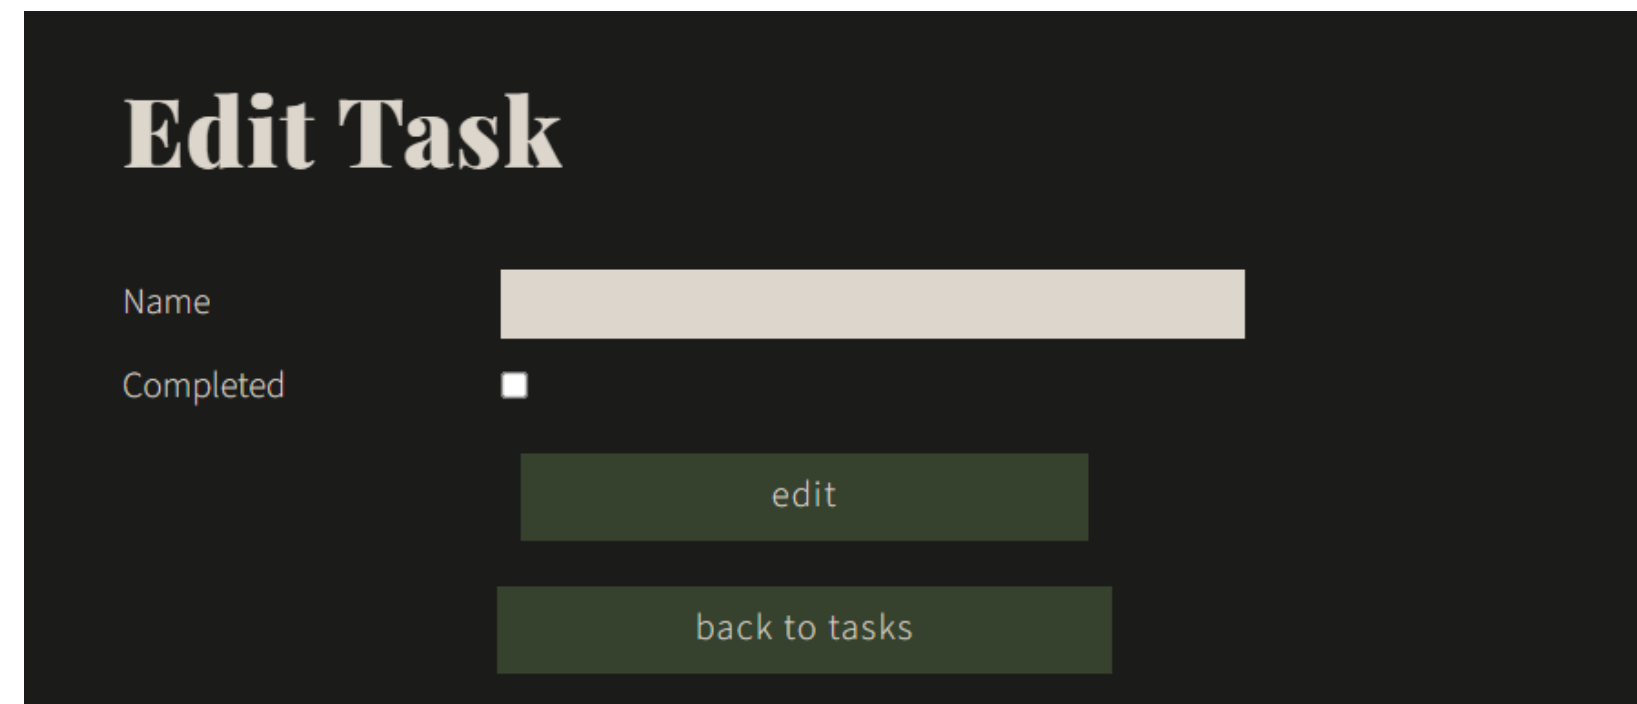 Edit Task
Name
Completed
edit
back to tasks